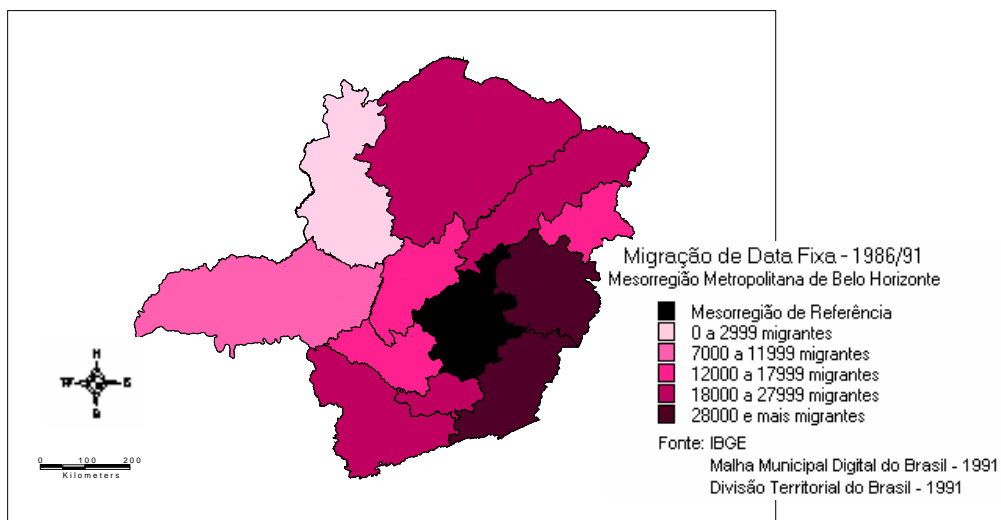 Migração de Data Fixa - 1986/91
Mesorregião Metropolitana de Belo Horizonte
Mesorregião de Referência
0 a 2999 migrantes
7000 a 11999 migrantes
12000 a 17999 migrantes
18000 a 27999 migrantes
28000 e mais migrantes
Fonte: IBGE
Malha Municipal Digital do Brasil - 1991
Divisão Territorial do Brasil - 1991
0 100 200
Kilometers